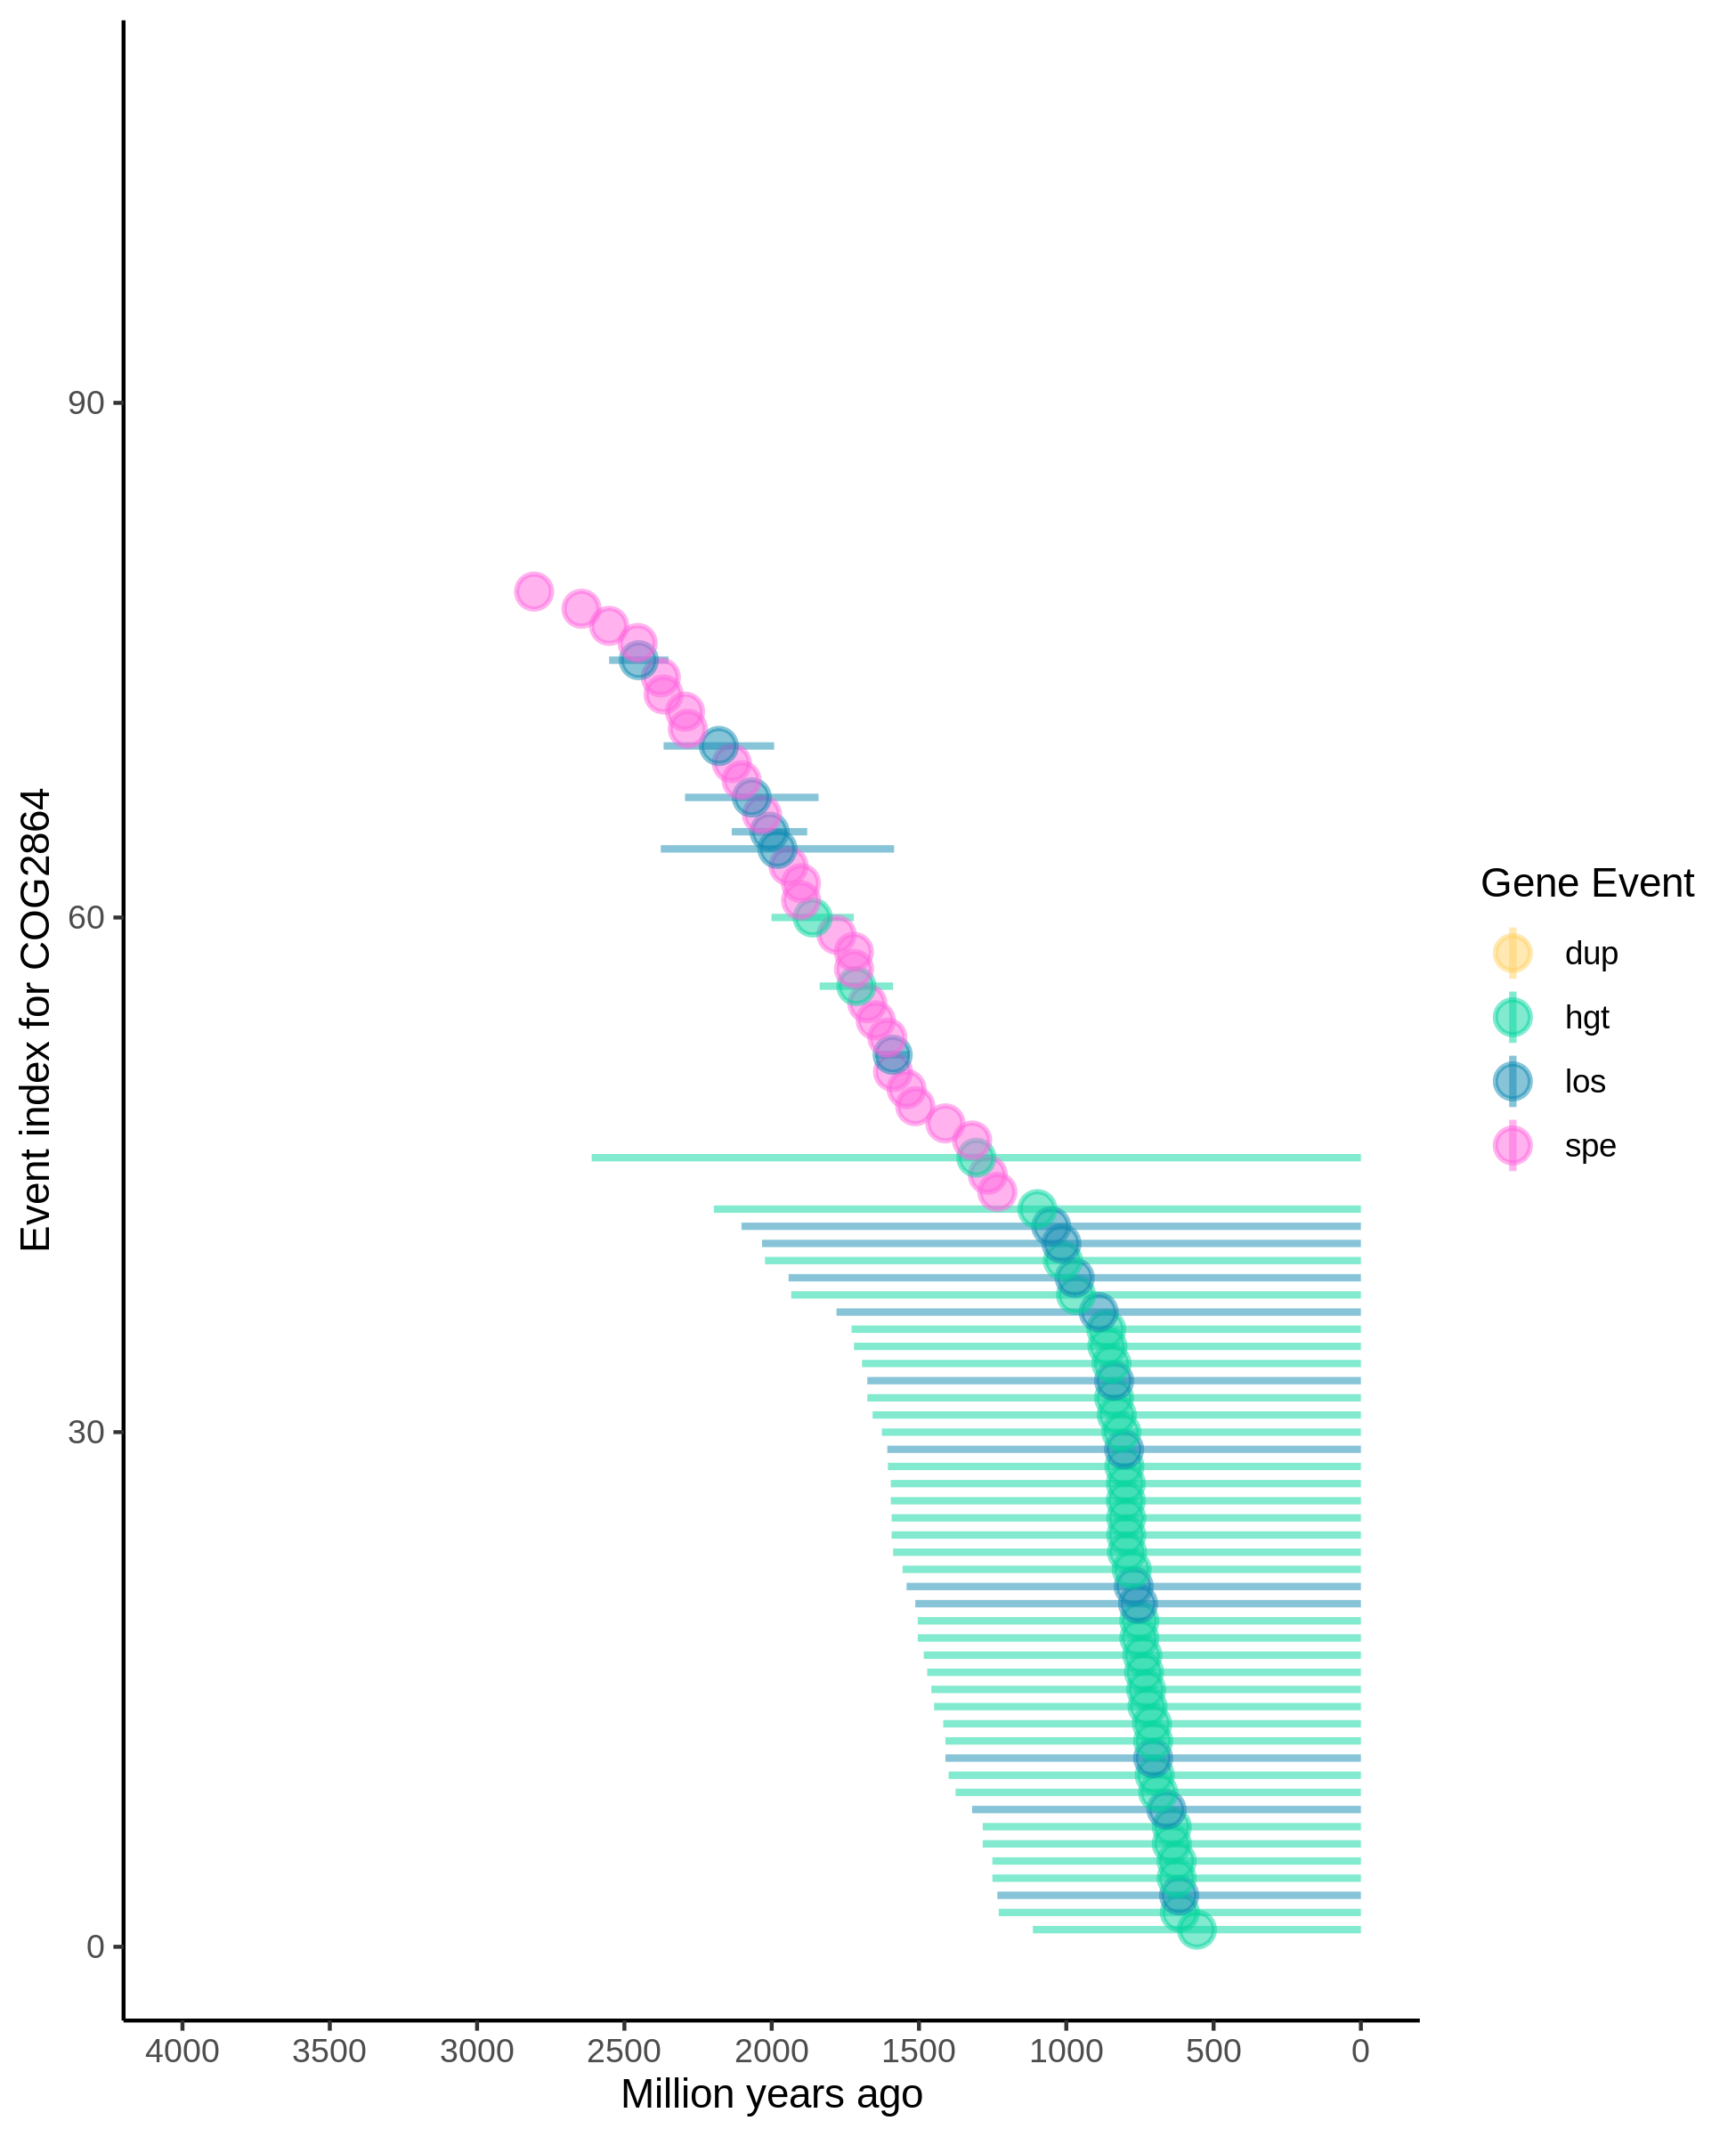 Event index for COG2864
90
60
30
0
4000 3500 3000 2500 2000 1500 1000 500 0
Million years ago
Gene Event
dup
hgt
los
spe